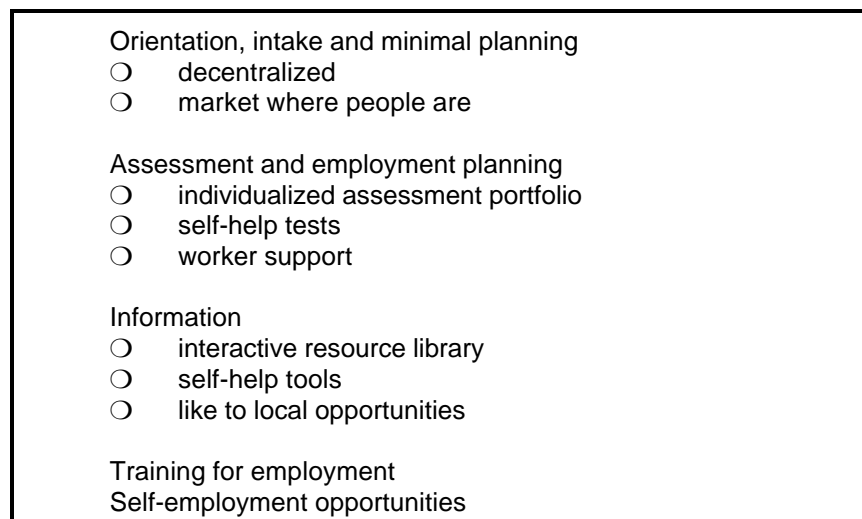 Orientation, intake and minimal planning
❍ decentralized
❍ market where people are
Assessment and employment planning
❍ individualized assessment portfolio
❍ self-help tests
❍ worker support
Information
❍ interactive resource library
❍ self-help tools
❍ like to local opportunities
Training for employment
Self-employment opportunities